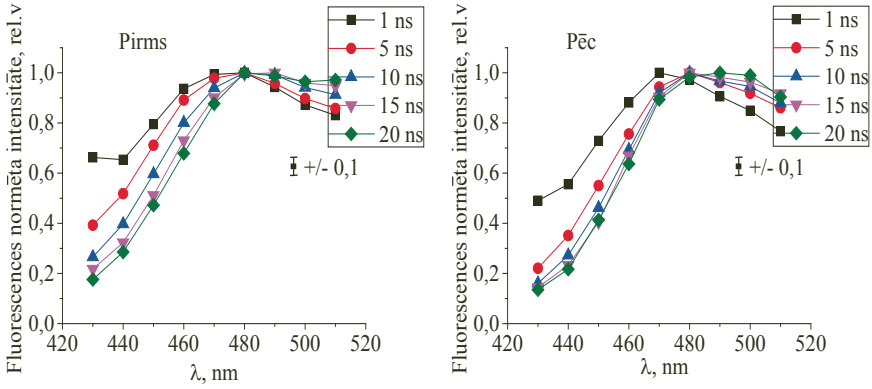 Fluorescences normēta intensitāte, rel.v
Pirms
1 ns
5 ns
10 ns
15 ns
20 ns
+/- 0,1
1,0
0,8
0,6
0,4
0,2
0,0
420 440 460 480 500 520
λ, nm
Fluorescences normēta intensitāte, rel.v
Pēc
1 ns
5 ns
10 ns
15 ns
20 ns
+/- 0,1
1,0
0,8
0,6
0,4
0,2
0,0
420 440 460 480 500 520
λ, nm